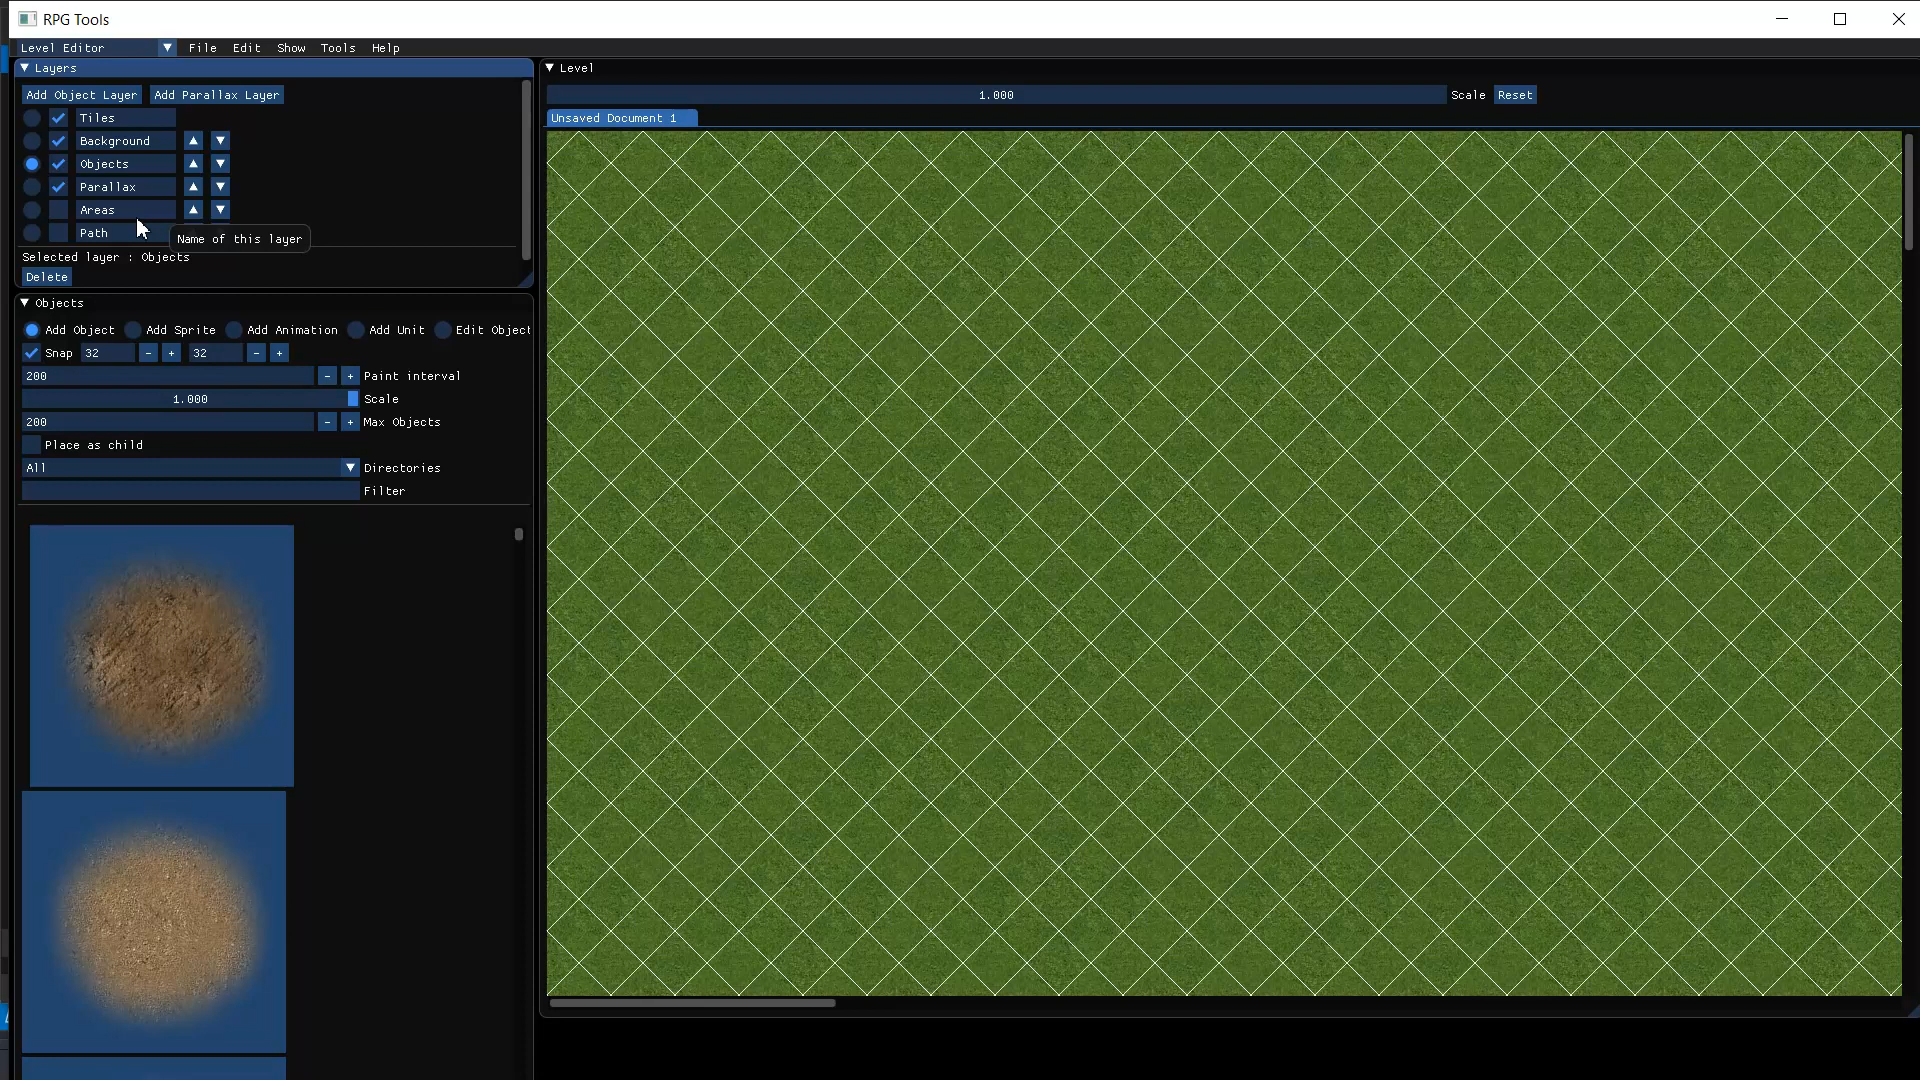 RPG Tools
Level Editor File Edit Show Tools Help
Layers
Add Object Layer Add Parallax Layer
Tiles
Background
Objects
Parallax
Areas
Path
Name of this layer
Selected layer : Objects
Delete
Objects
Add Object Add Sprite Add Animation Add Unit Edit Object
Snap 32 - + 32 - +
200 - + Paint interval
1.000 Scale
200 - + Max Objects
Place as child
All Directories
Filter
Level
1.000 Scale Reset
Unsaved Document 1